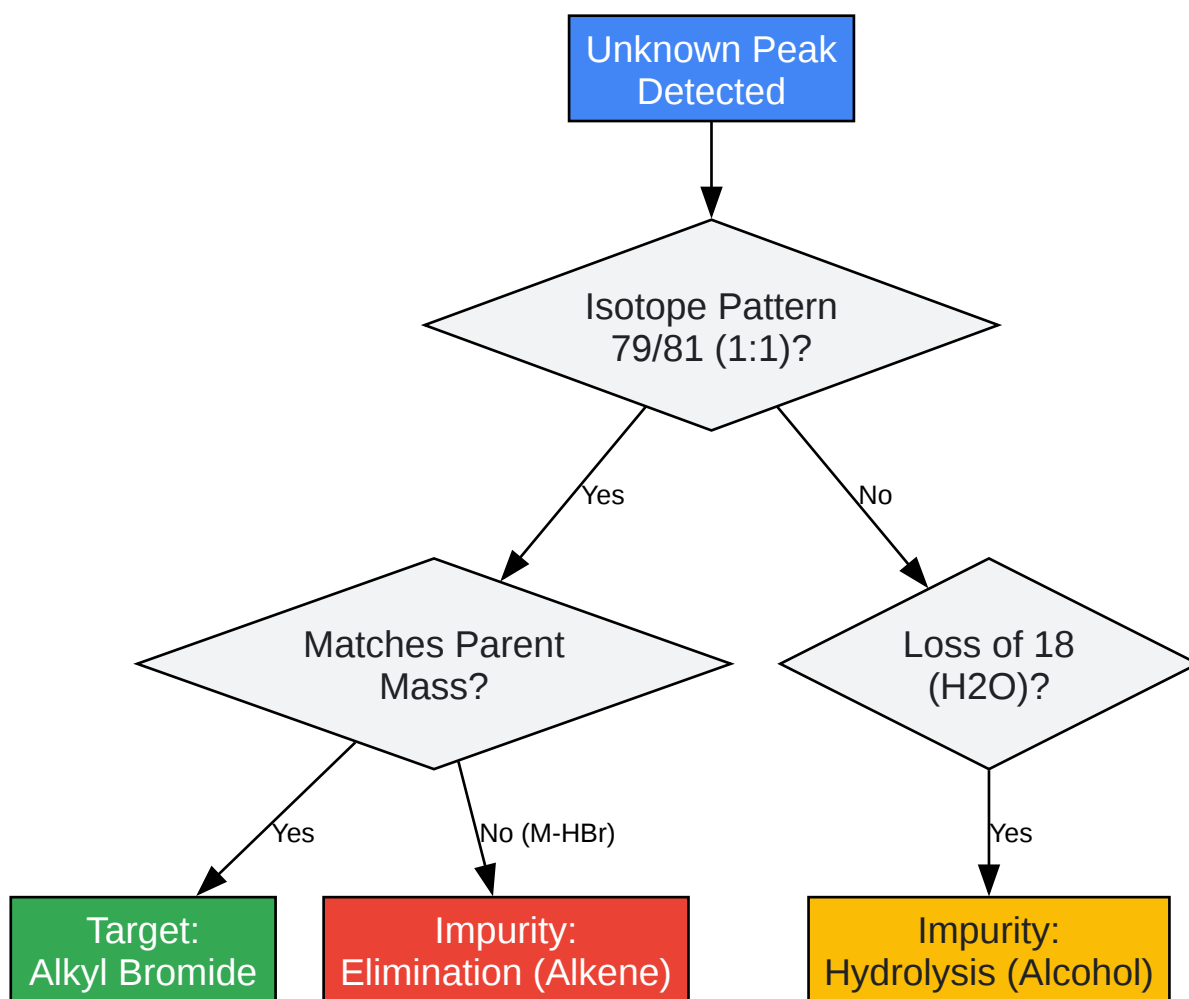 Unknown Peak
Detected
Isotope Pattern
79/81 (1:1)?
Yes
No
Matches Parent
Mass?
Loss of 18
(H2O)?
Yes
No (M-HBr)
Yes
Target:
Alkyl Bromide
Impurity:
Elimination (Alkene)
Impurity:
Hydrolysis (Alcohol)